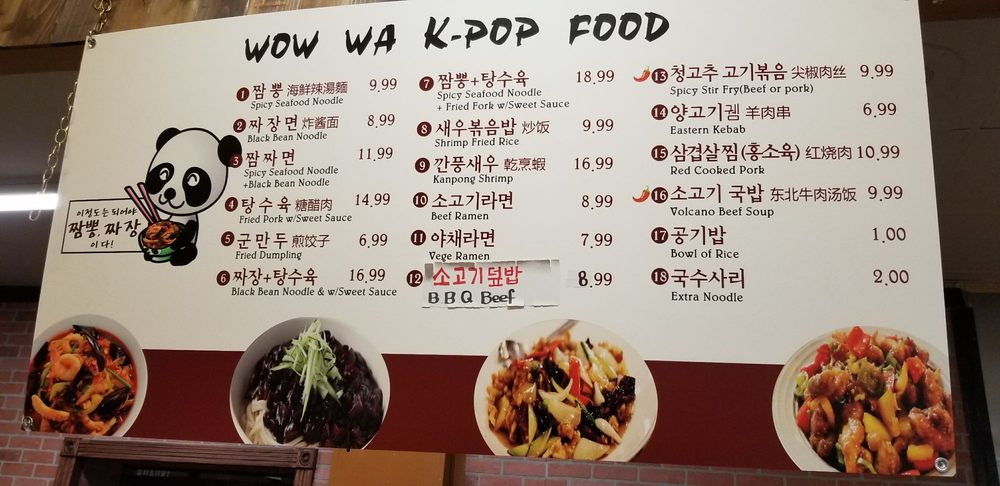 WOW WA K-POP FOOD
1 짬뽕 海鮮辣湯麵 9.99
Spicy Seafood Noodle
2 짜장면 炸酱面 8.99
Black Bean Noodle
3 짬짜면 11.99
Spicy Seafood Noodle
+Black Bean Noodle
4 탕수육 糖醋肉 14.99
Fried Pork w/Sweet Sauce
5 군만두 煎饺子 6.99
Fried Dumpling
6 짜장+탕수육 16.99
Black Bean Noodle & w/Sweet Sauce
7 짬뽕+탕수육 18.99
Spicy Seafood Noodle
+ Fried Fork w/Sweet Sauce
8 새우볶음밥 炒饭 9.99
Shrimp Fried Rice
9 깐풍새우 乾烹蝦 16.99
Kanpong Shrimp
10 소고기라면 8.99
Beef Ramen
11 야채라면 7.99
Vege Ramen
12 소고기덮밥 8.99
BBQ Beef
13 청고추 고기볶음 尖椒肉丝 9.99
Spicy Stir Fry(Beef or pork)
14 양고기뀀 羊肉串 6.99
Eastern Kebab
15 삼겹살찜(홍소육) 红烧肉 10.99
Red Cooked Pork
16 소고기 국밥 东北牛肉汤饭 9.99
Volcano Beef Soup
17 공기밥 1.00
Bowl of Rice
18 국수사리 2.00
Extra Noodle
이정도는 되어야
짬뽕, 짜장
이다!